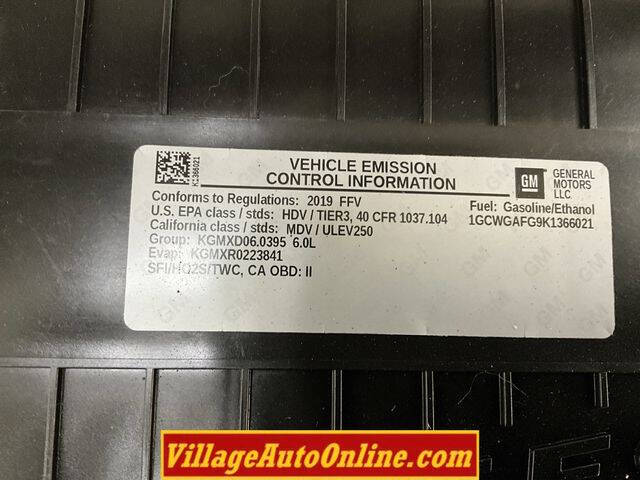 VEHICLE EMISSION
CONTROL INFORMATION
GM
GENERAL
MOTORS
LLC
K1366021
Conforms to Regulations: 2019 FFV
U.S. EPA class / stds: HDV / TIER3, 40 CFR 1037.104
California class / stds: MDV / ULEV250
Group: KGMXD06.0395 6.0L
Evap: KGMXR0223841
SFI/HO2S/TWC, CA OBD: II
Fuel: Gasoline/Ethanol
1GCWGAFG9K1366021
VillageAutoOnline.com